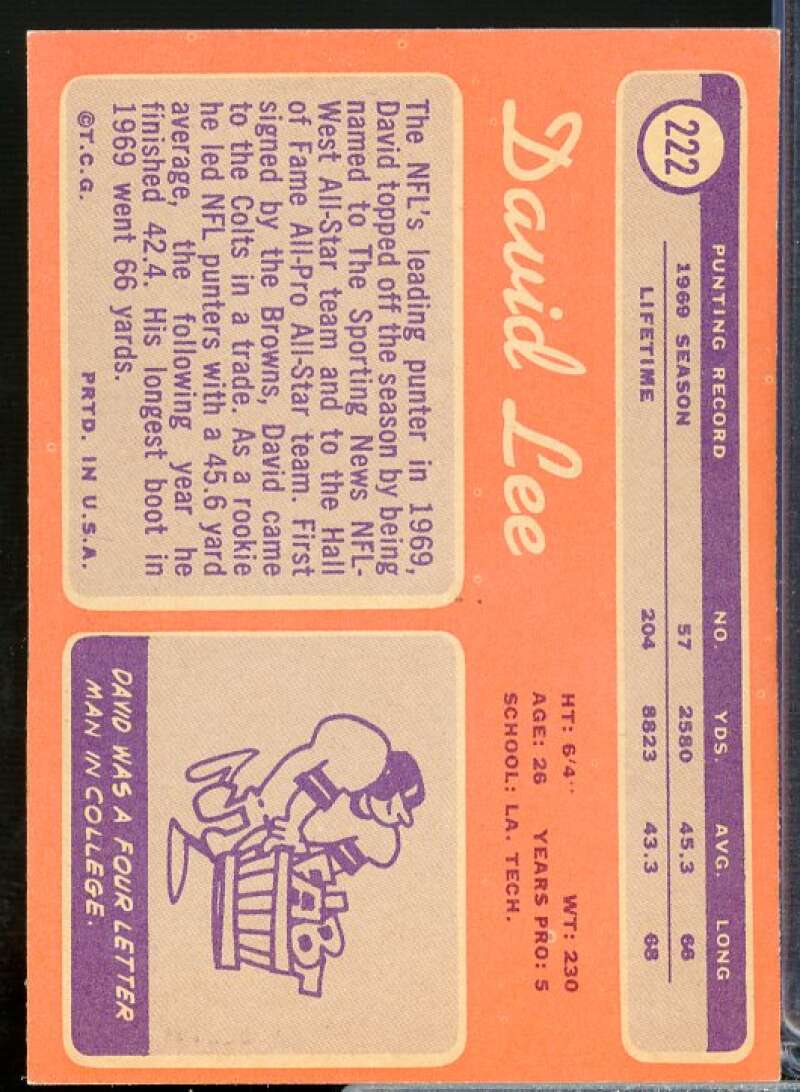 222
PUNTING RECORD NO. YDS. AVG. LONG
1969 SEASON 57 2580 45.3 66
LIFETIME 204 8823 43.3 68
David Lee
HT: 6'4" WT: 230
AGE: 26 YEARS PRO: 5
SCHOOL: LA. TECH.
The NFL's leading punter in 1969,
David topped off the season by being
named to The Sporting News NFL-
West All-Star team and to the Hall
of Fame All-Pro All-Star team. First
signed by the Browns, David came
to the Colts in a trade. As a rookie
he led NFL punters with a 45.6 yard
average, the following year he
finished 42.4. His longest boot in
1969 went 66 yards.
©T.C.G. PRTD. IN U.S.A.
L A B T
DAVID WAS A FOUR LETTER
MAN IN COLLEGE.